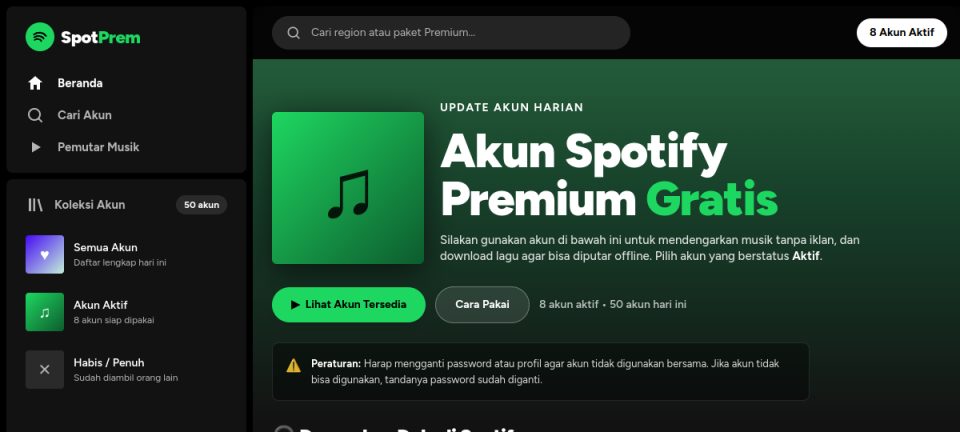 SpotPrem
Beranda
Cari Akun
Pemutar Musik
Koleksi Akun
50 akun
Semua Akun
Daftar lengkap hari ini
Akun Aktif
8 akun siap dipakai
Habis / Penuh
Sudah diambil orang lain
Cari region atau paket Premium...
8 Akun Aktif
UPDATE AKUN HARIAN
Akun Spotify
Premium Gratis
Silakan gunakan akun di bawah ini untuk mendengarkan musik tanpa iklan, dan
download lagu agar bisa diputar offline. Pilih akun yang berstatus Aktif.
Lihat Akun Tersedia
Cara Pakai
8 akun aktif • 50 akun hari ini
Peraturan: Harap mengganti password atau profil agar akun tidak digunakan bersama. Jika akun tidak
bisa digunakan, tandanya password sudah diganti.